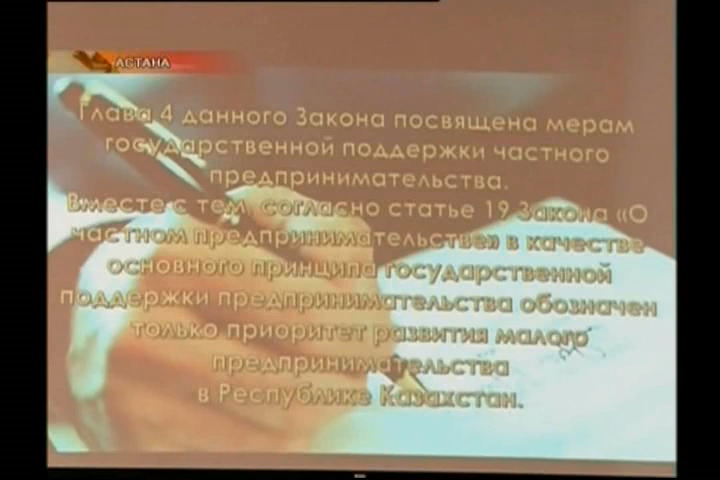 АСТАНА
Глава 4 данного Закона посвящена мерам
государственной поддержки частного
предпринимательства.
Вместе с тем, согласно статье 19 Закона «О
частном предпринимательстве» в качестве
основного принципа государственной
поддержки предпринимательства обозначен
только приоритет развития малого
предпринимательства
в Республике Казахстан.